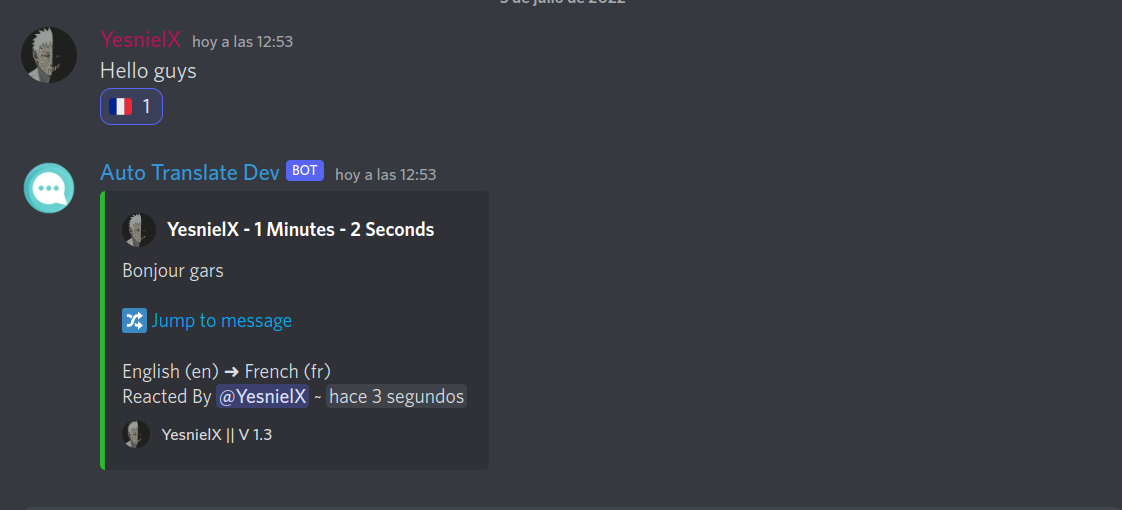 5 de julio de 2022
YesnielX hoy a las 12:53
Hello guys
1
Auto Translate Dev BOT hoy a las 12:53
YesnielX - 1 Minutes - 2 Seconds
Bonjour gars
Jump to message
English (en) ➜ French (fr)
Reacted By @YesnielX ~ hace 3 segundos
YesnielX || V 1.3